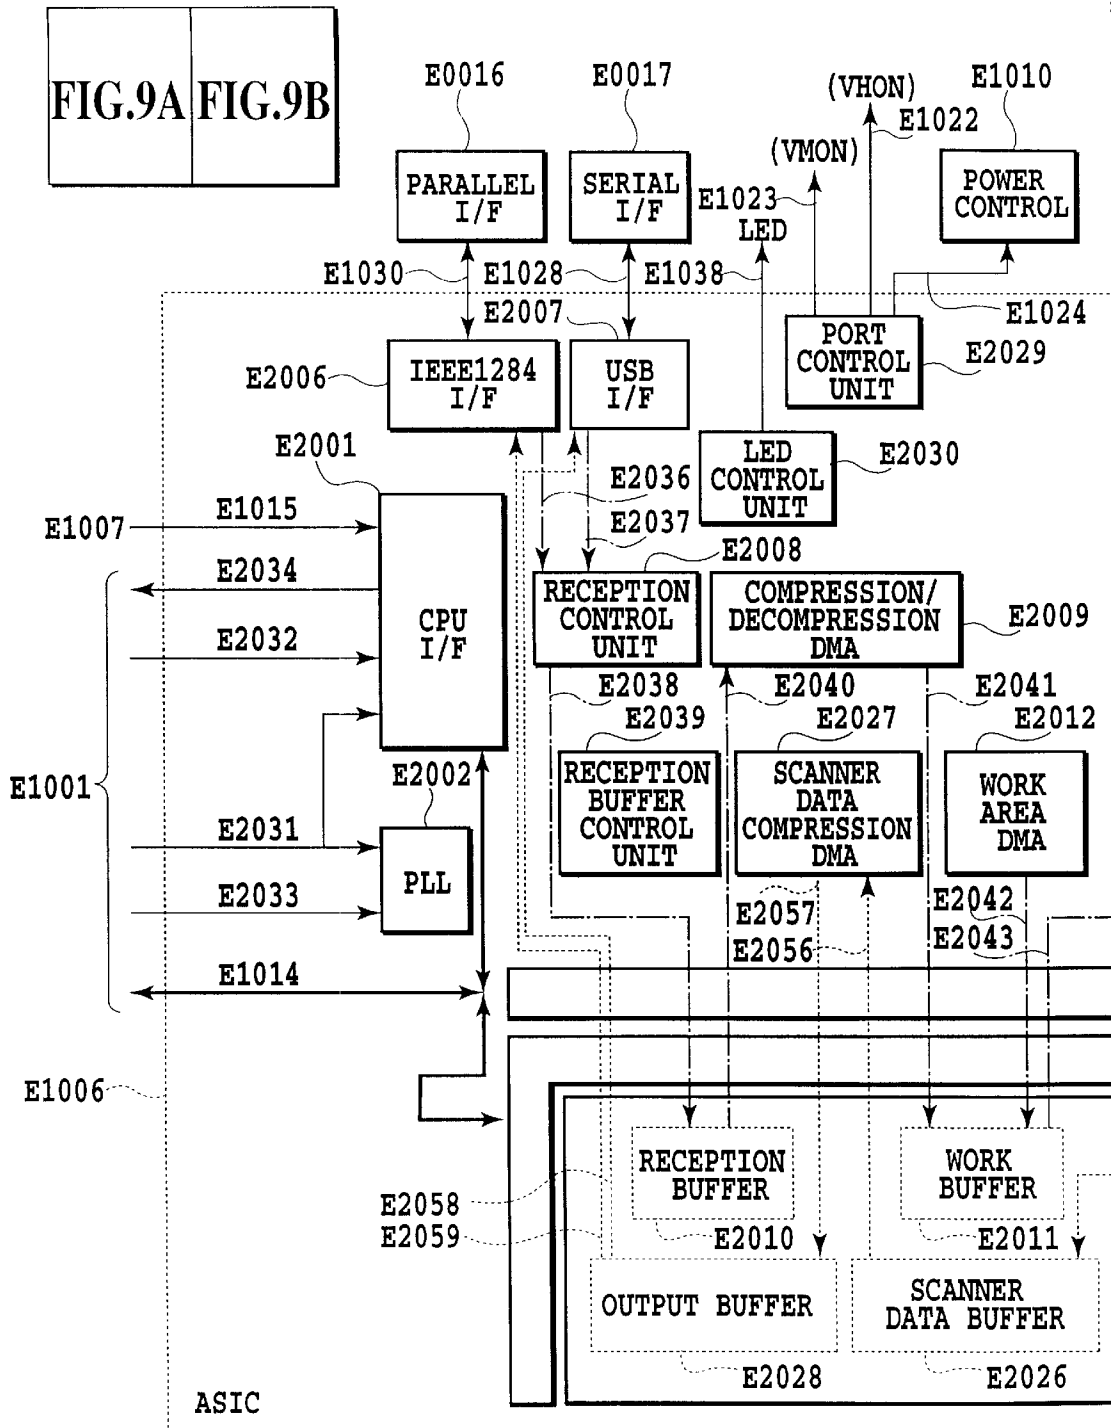 FIG.9A FIG.9B
E0016
E0017
(VHON)
E1010
E1022
(VMON)
PARALLEL
I/F
SERIAL
I/F
POWER
CONTROL
E1023
LED
E1030
E1028
E1038
E2007
E1024
E2006
IEEE1284
I/F
USB
I/F
PORT
CONTROL
UNIT
E2029
E2001
E2036
LED
CONTROL
UNIT
E2030
E1007
E1015
E2037
E2008
E2034
CPU
I/F
RECEPTION
CONTROL
UNIT
COMPRESSION/
DECOMPRESSION
DMA
E2009
E2032
E2038
E2040
E2041
E2039
E2027
E2012
E1001
E2002
RECEPTION
BUFFER
CONTROL
UNIT
SCANNER
DATA
COMPRESSION
DMA
WORK
AREA
DMA
E2031
PLL
E2033
E2057
E2042
E2056
E2043
E1014
E1006
RECEPTION
BUFFER
WORK
BUFFER
E2058
E2059
E2010
E2011
OUTPUT BUFFER
SCANNER
DATA BUFFER
E2028
E2026
ASIC